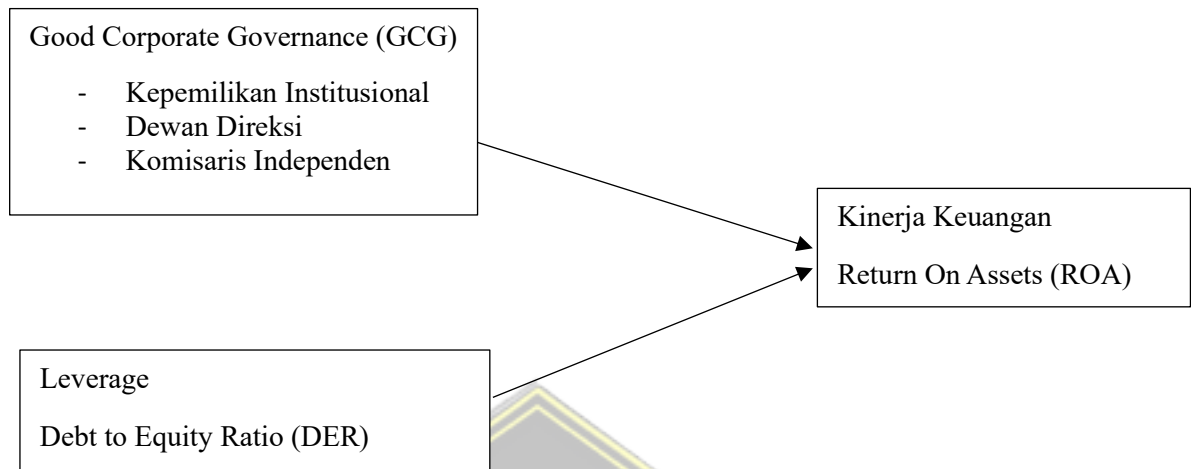 Good Corporate Governance (GCG)
- Kepemilikan Institusional
- Dewan Direksi
- Komisaris Independen
Kinerja Keuangan
Return On Assets (ROA)
Leverage
Debt to Equity Ratio (DER)